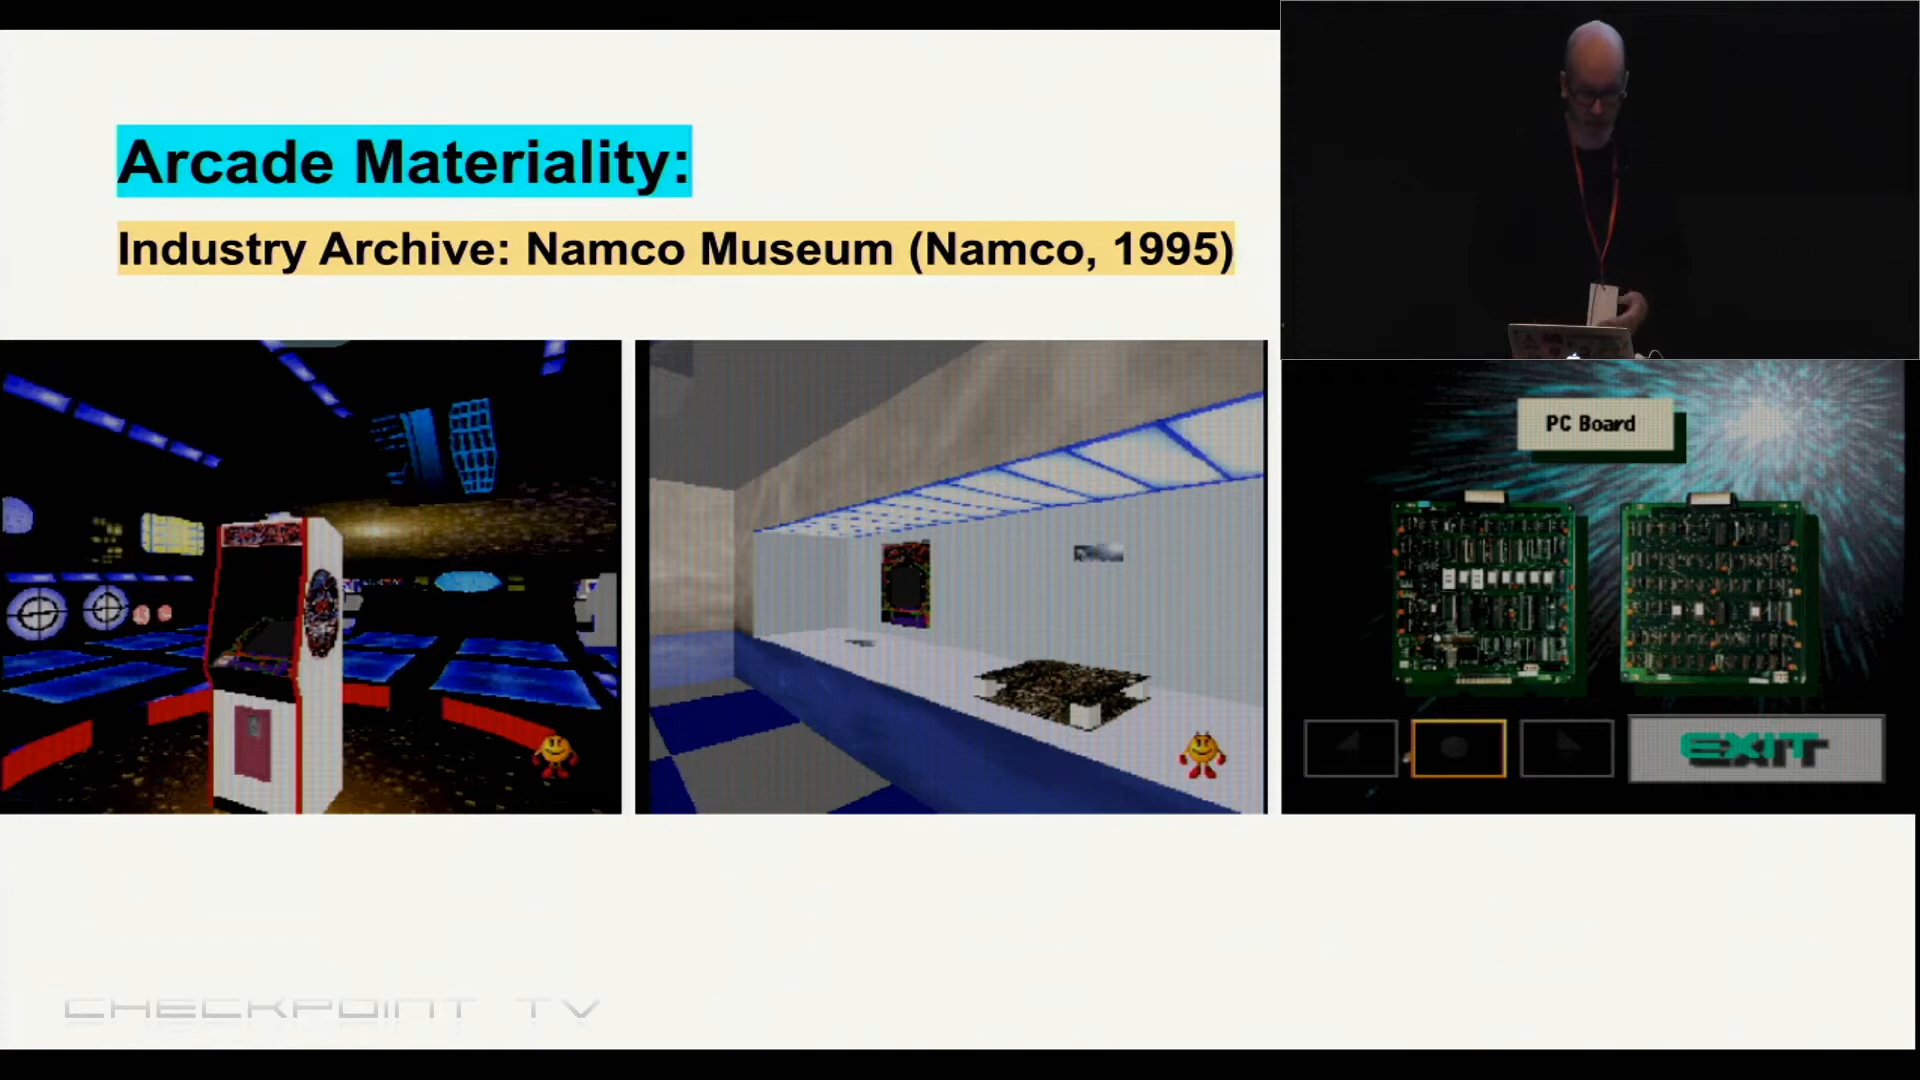 Arcade Materiality:
Industry Archive: Namco Museum (Namco, 1995)
PC Board
EXIT
CHECKPOINT TV